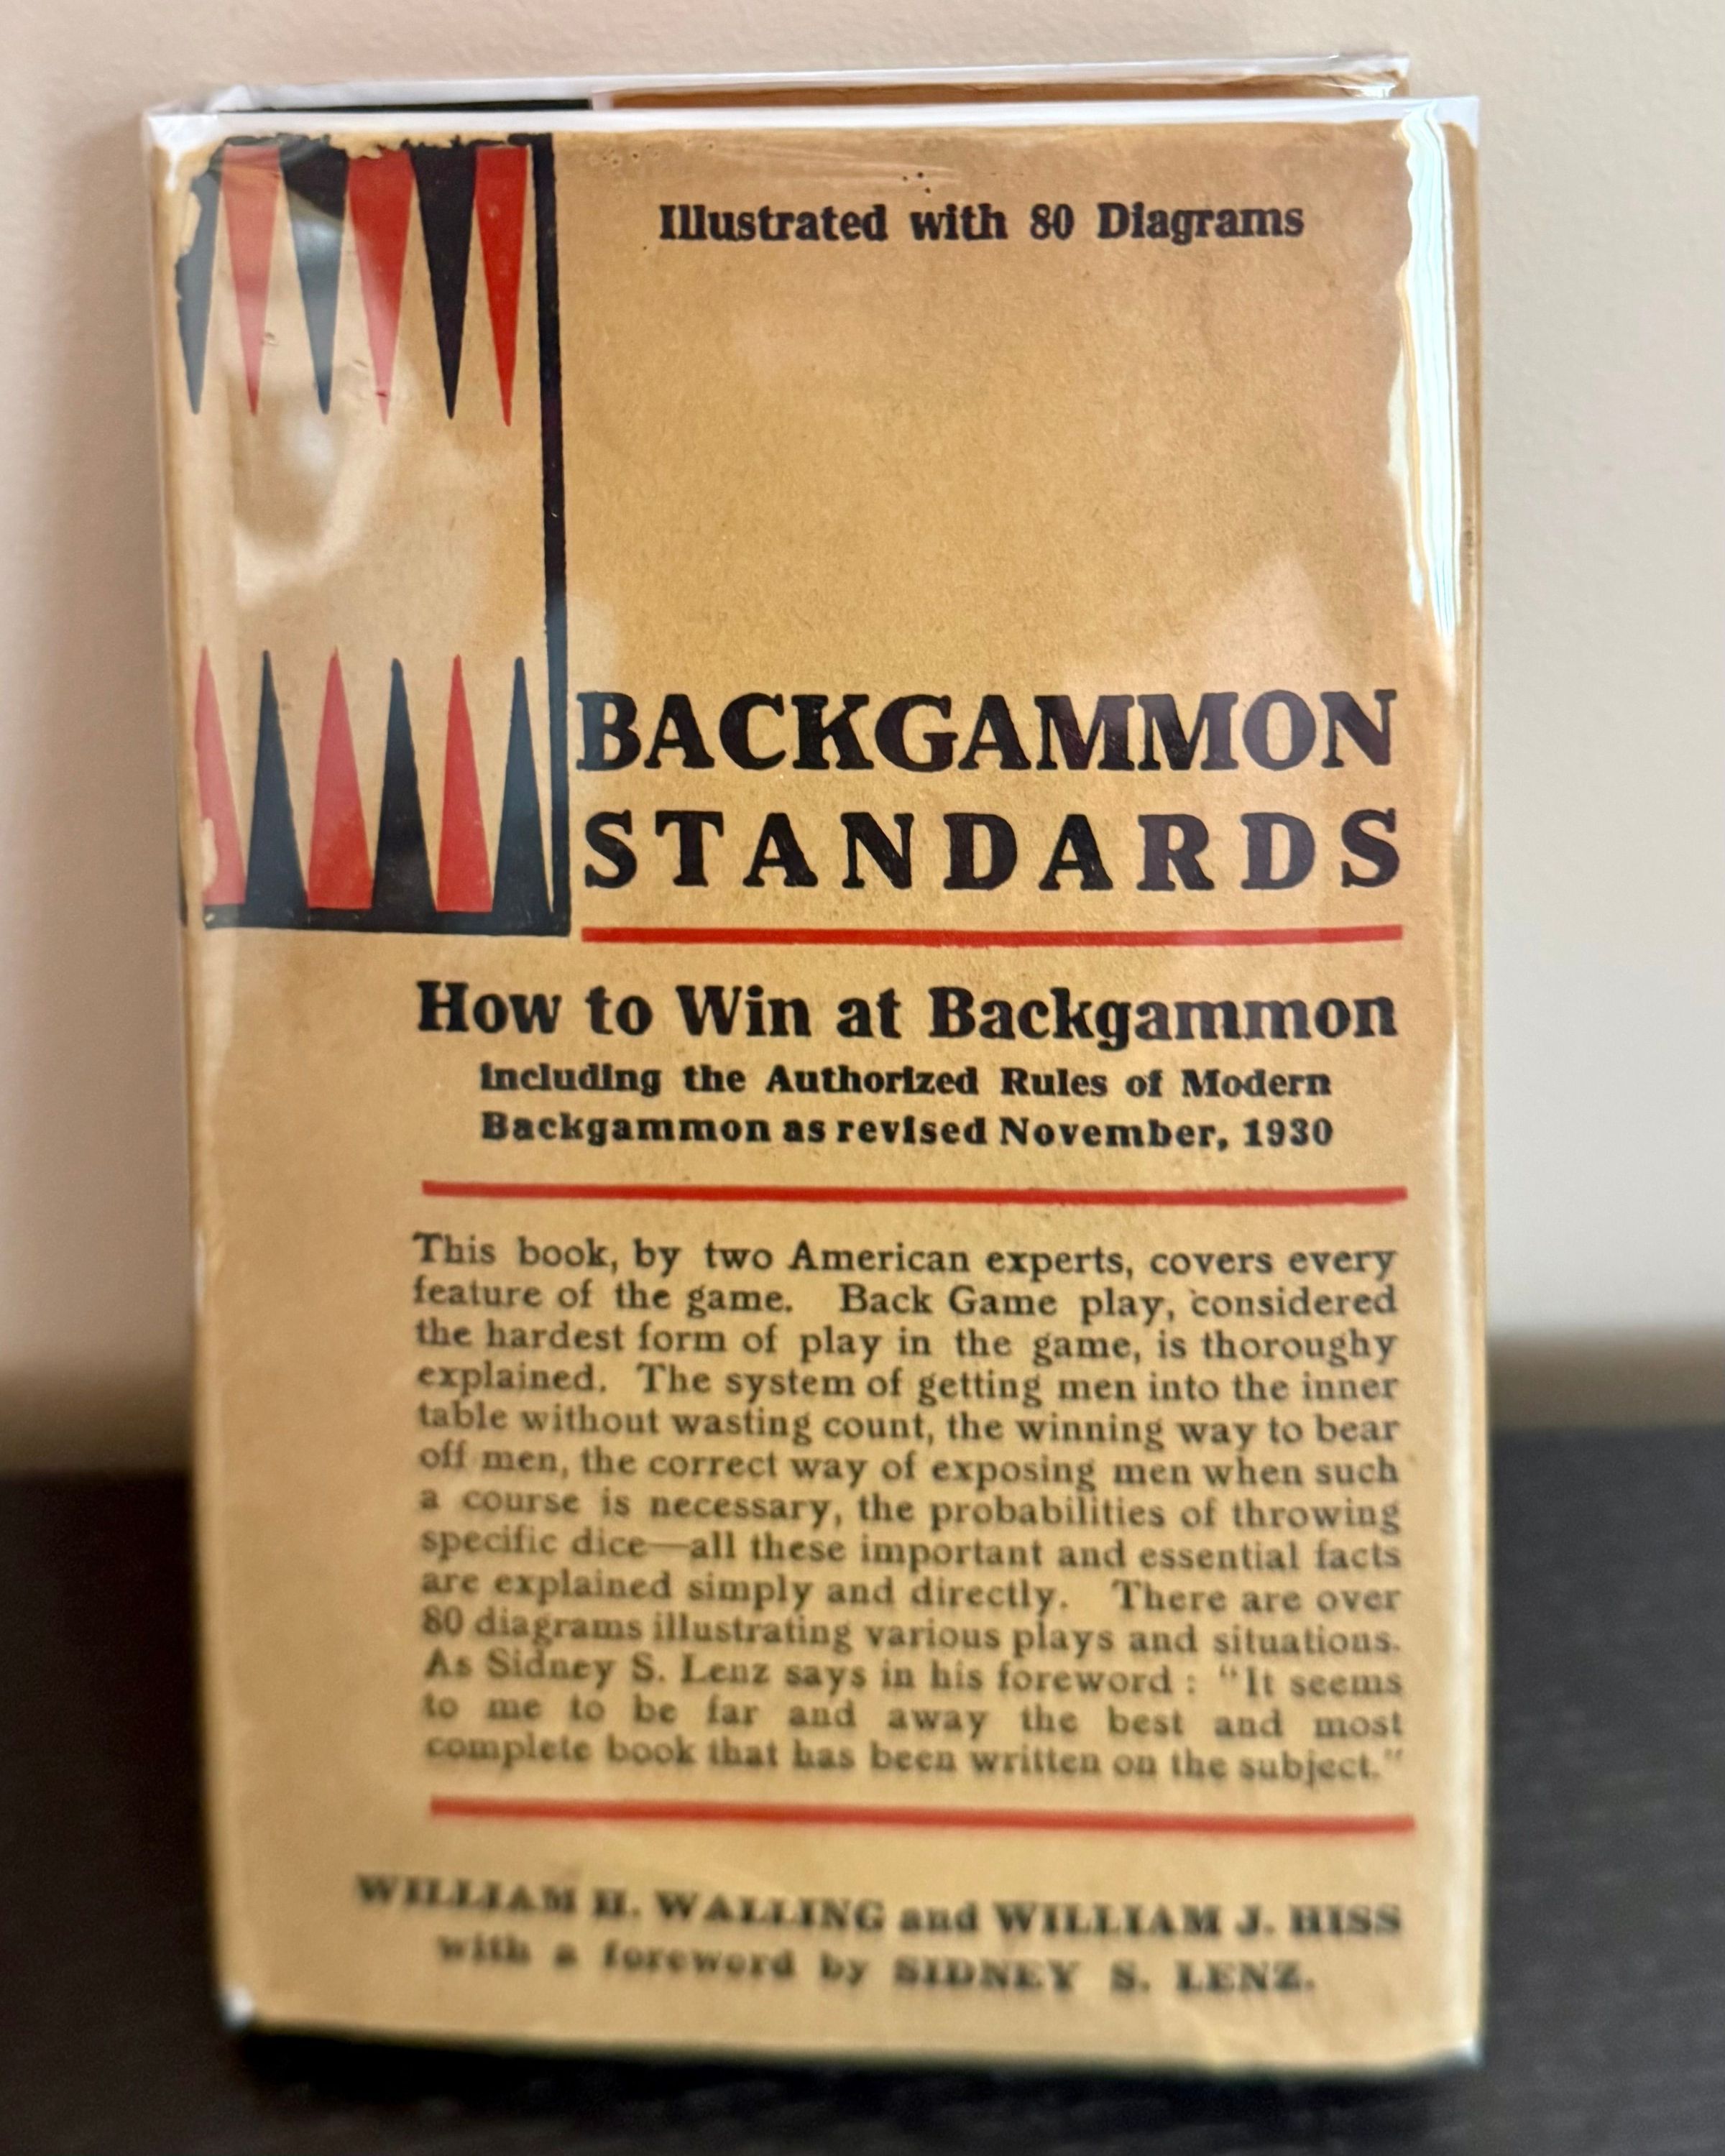 Illustrated with 80 Diagrams
BACKGAMMON
STANDARDS
How to Win at Backgammon
including the Authorized Rules of Modern
Backgammon as revised November, 1930
This book, by two American experts, covers every
feature of the game. Back Game play, considered
the hardest form of play in the game, is thoroughy
explained. The system of getting men into the inner
table without wasting count, the winning way to bear
off men, the correct way of exposing men when such
a course is necessary, the probabilities of throwing
specific dice—all these important and essential facts
are explained simply and directly. There are over
80 diagrams illustrating various plays and situations.
As Sidney S. Lenz says in his foreword : "It seems
to me to be far and away the best and most
complete book that has been written on the subject."
WILLIAM H. WALLING and WILLIAM J. HISS
with a foreword by SIDNEY S. LENZ.